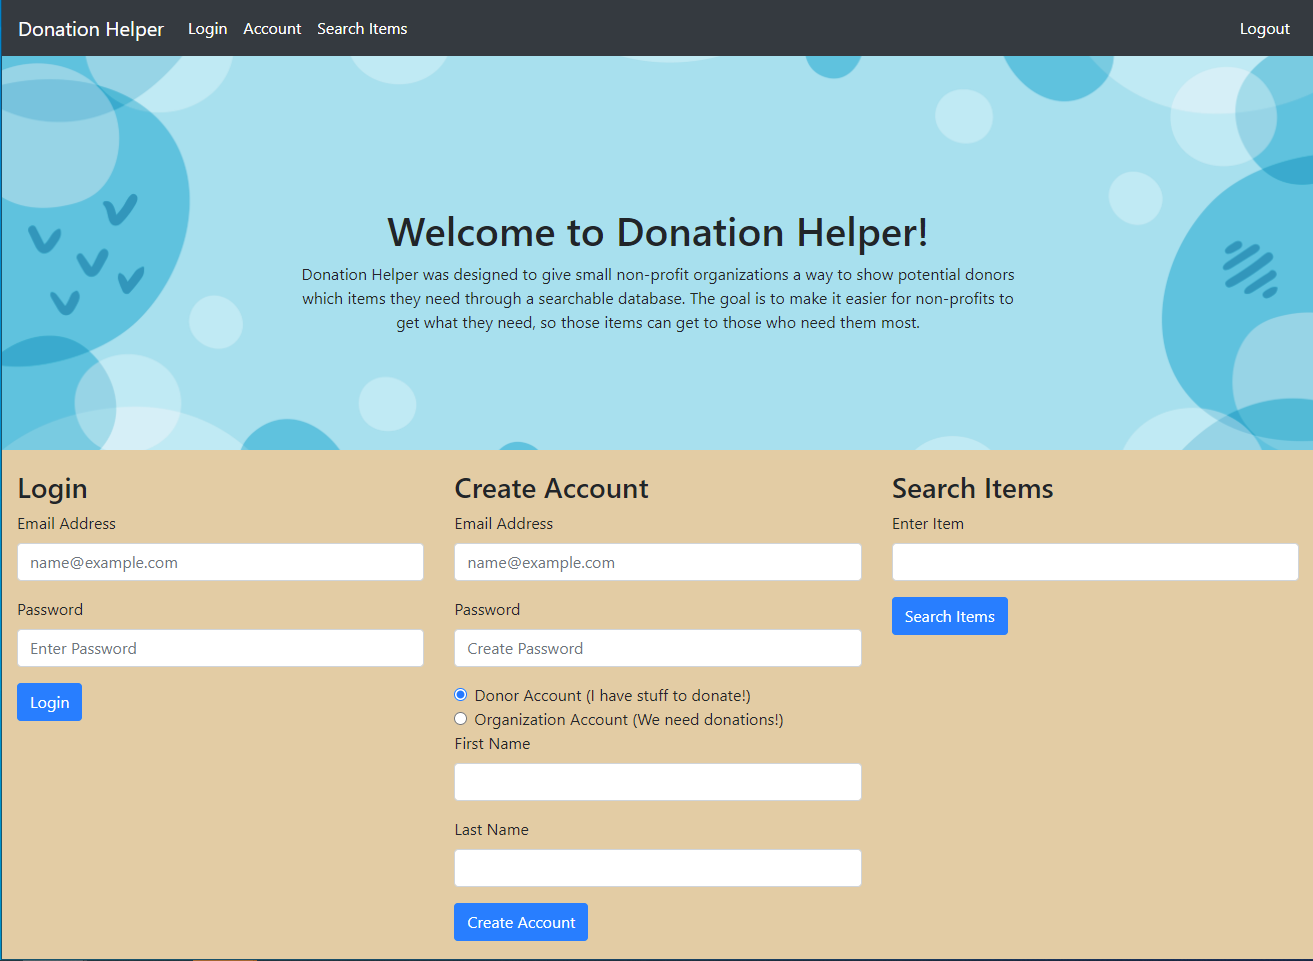 Donation Helper Login Account Search Items Logout
Welcome to Donation Helper!
Donation Helper was designed to give small non-profit organizations a way to show potential donors
which items they need through a searchable database. The goal is to make it easier for non-profits to
get what they need, so those items can get to those who need them most.
Login
Email Address
name@example.com
Password
Enter Password
Login
Create Account
Email Address
name@example.com
Password
Create Password
Donor Account (I have stuff to donate!)
Organization Account (We need donations!)
First Name
Last Name
Create Account
Search Items
Enter Item
Search Items